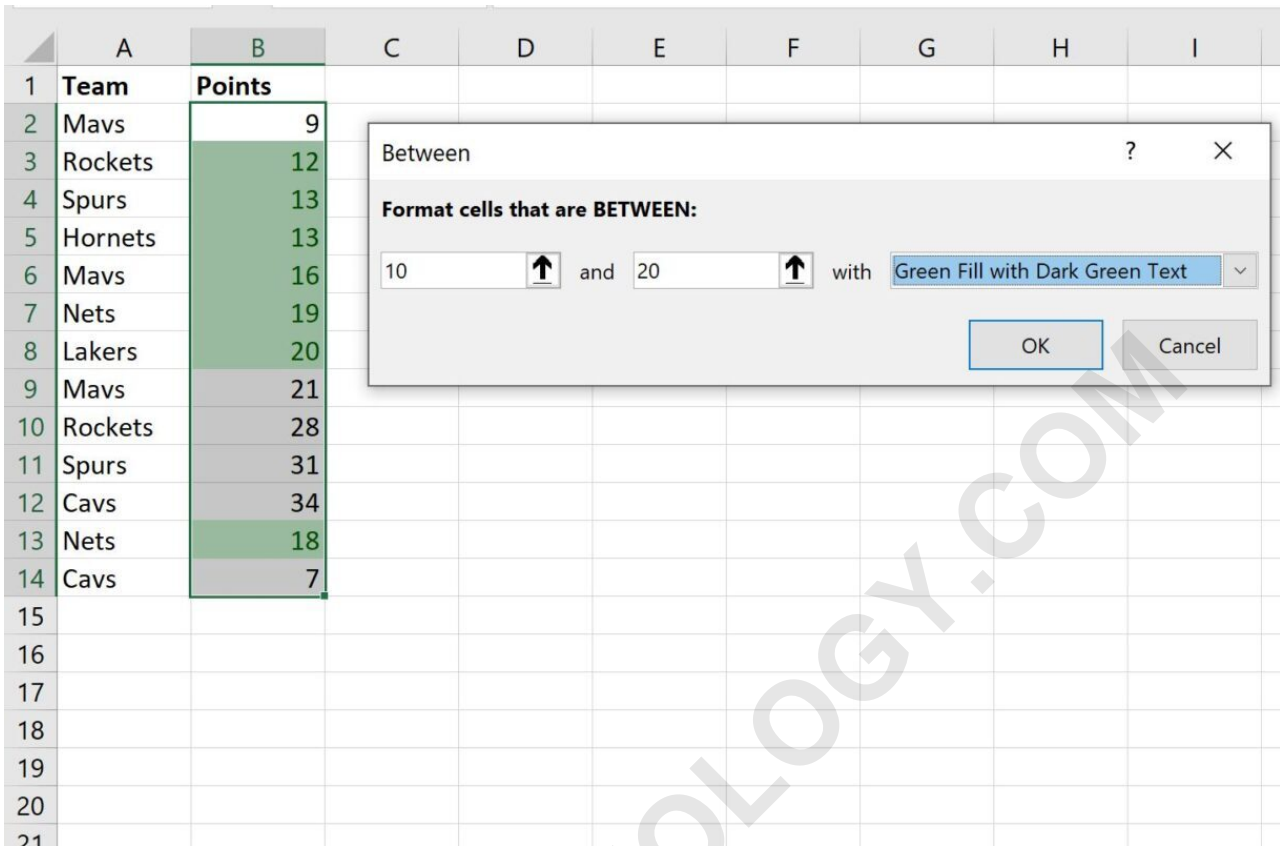 A B C D E F G H I
1 Team Points
2 Mavs 9
3 Rockets 12
4 Spurs 13
5 Hornets 13
6 Mavs 16
7 Nets 19
8 Lakers 20
9 Mavs 21
10 Rockets 28
11 Spurs 31
12 Cavs 34
13 Nets 18
14 Cavs 7
15
16
17
18
19
20
21
Between ?
Format cells that are BETWEEN:
10 and 20 with Green Fill with Dark Green Text
OK Cancel
OLOGY.COM